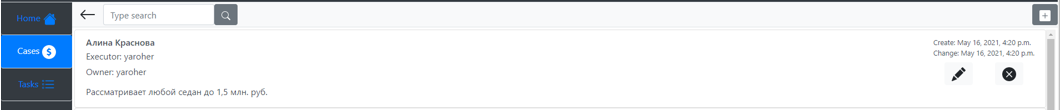 Home
Type search
Cases
Tasks
Алина Краснова
Executor: yaroher
Owner: yaroher
Рассматривает любой седан до 1,5 млн. руб.
Create: May 16, 2021, 4:20 p.m.
Change: May 16, 2021, 4:20 p.m.